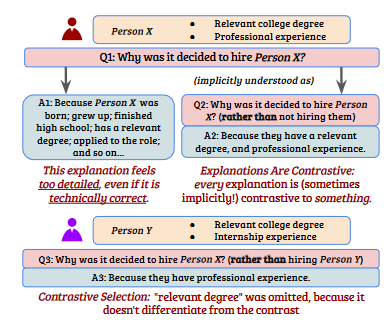 Person X
• Relevant college degree
• Professional experience
Q1: Why was it decided to hire Person X?
(implicitly understood as)
A1: Because Person X was
born; grew up; finished
high school; has a relevant
degree; applied to the role;
and so on...
Q2: Why was it decided to hire Person
X? (rather than not hiring them)
A2: Because they have a relevant
degree, and professional experience.
This explanation feels
too detailed, even if it is
technically correct.
Explanations Are Contrastive:
every explanation is (sometimes
implicitly!) contrastive to something.
Person Y
• Relevant college degree
• Internship experience
Q3: Why was it decided to hire Person X? (rather than hiring Person Y)
A3: Because they have professional experience.
Contrastive Selection: "relevant degree" was omitted, because it
doesn't differentiate from the contrast